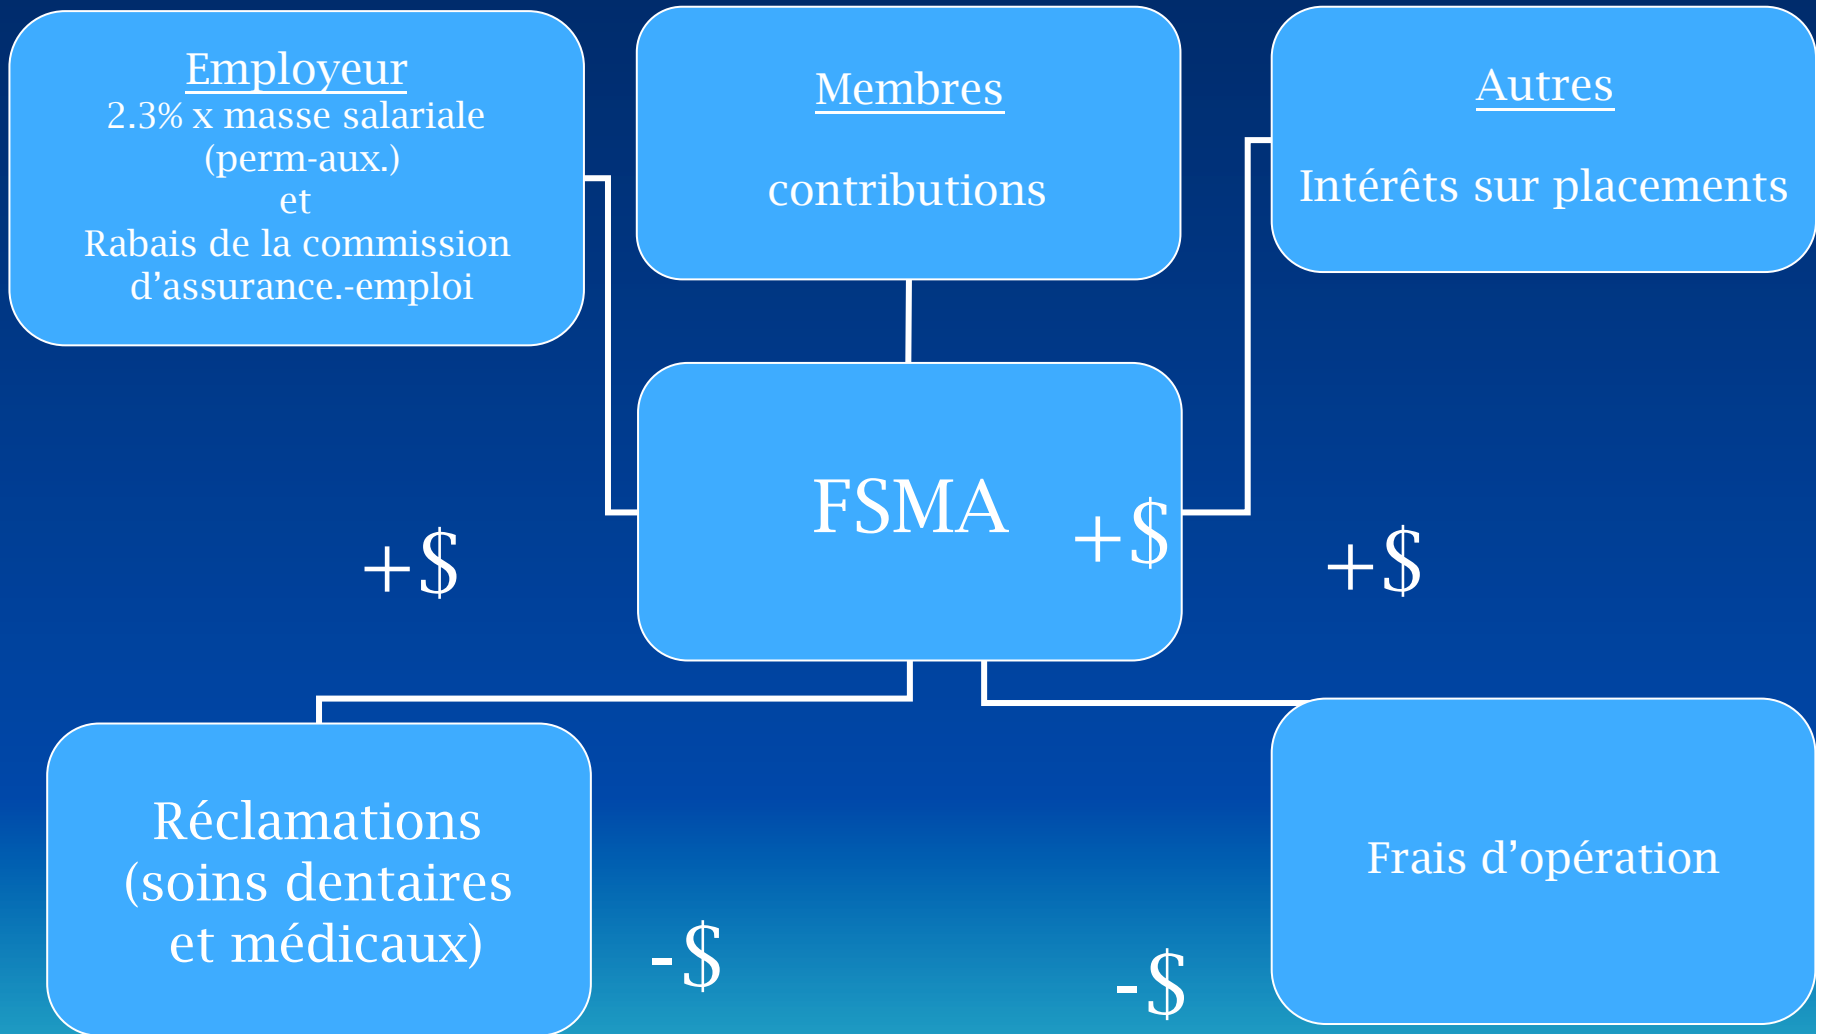 Employeur
2.3% x masse salariale
(perm-aux.)
et
Rabais de la commission
d’assurance.-emploi
Membres
contributions
Autres
Intérêts sur placements
FSMA
+$
+$
+$
Réclamations
(soins dentaires
et médicaux)
-$
-$
Frais d’opération